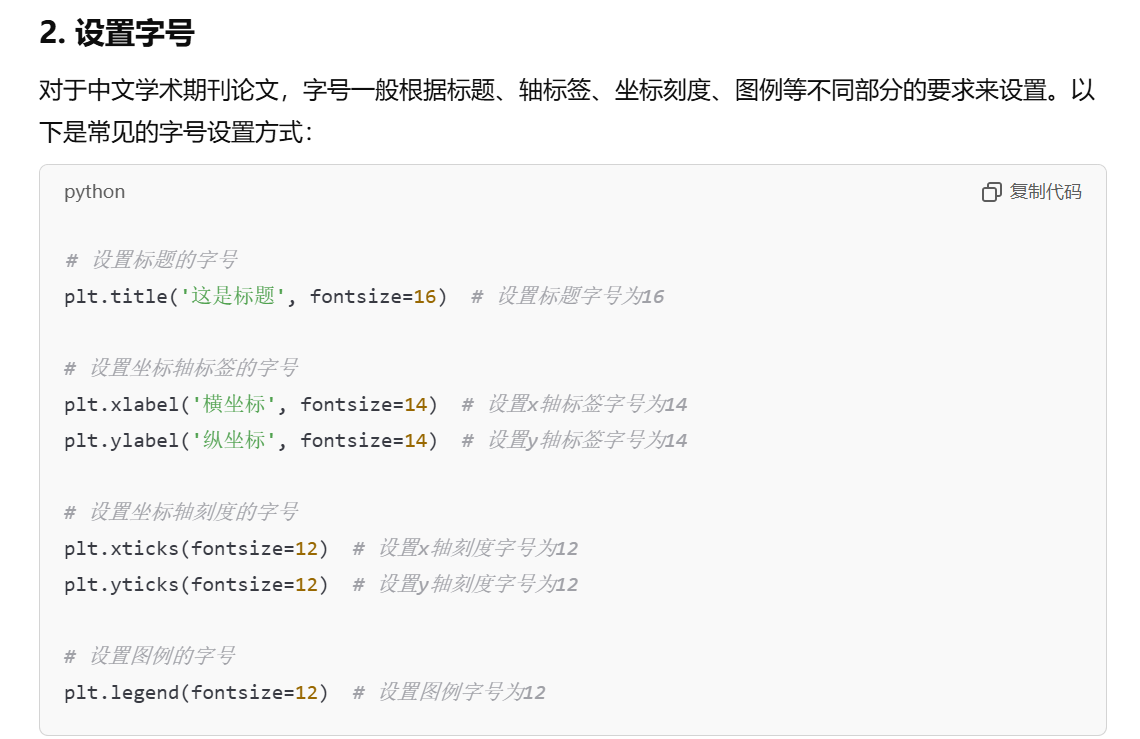 2. 设置字号
对于中文学术期刊论文，字号一般根据标题、轴标签、坐标刻度、图例等不同部分的要求来设置。以
下是常见的字号设置方式：
python
复制代码
# 设置标题的字号
plt.title('这是标题', fontsize=16)  # 设置标题字号为16
# 设置坐标轴标签的字号
plt.xlabel('横坐标', fontsize=14)  # 设置x轴标签字号为14
plt.ylabel('纵坐标', fontsize=14)  # 设置y轴标签字号为14
# 设置坐标轴刻度的字号
plt.xticks(fontsize=12)  # 设置x轴刻度字号为12
plt.yticks(fontsize=12)  # 设置y轴刻度字号为12
# 设置图例的字号
plt.legend(fontsize=12)  # 设置图例字号为12